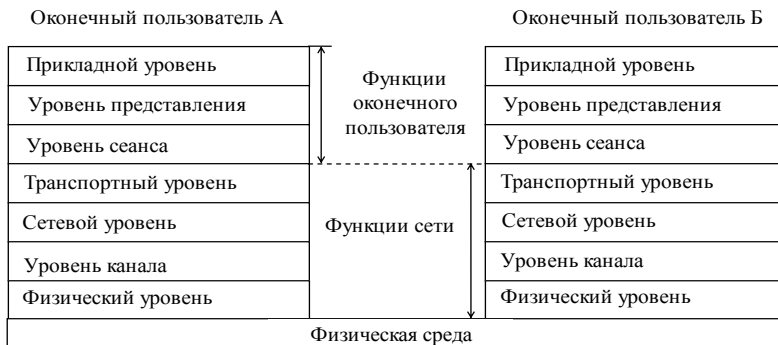 Оконечный пользователь А
Оконечный пользователь Б
Прикладной уровень
Уровень представления
Уровень сеанса
Транспортный уровень
Сетевой уровень
Уровень канала
Физический уровень
Функции
оконечного
пользователя
Функции сети
Прикладной уровень
Уровень представления
Уровень сеанса
Транспортный уровень
Сетевой уровень
Уровень канала
Физический уровень
Физическая среда